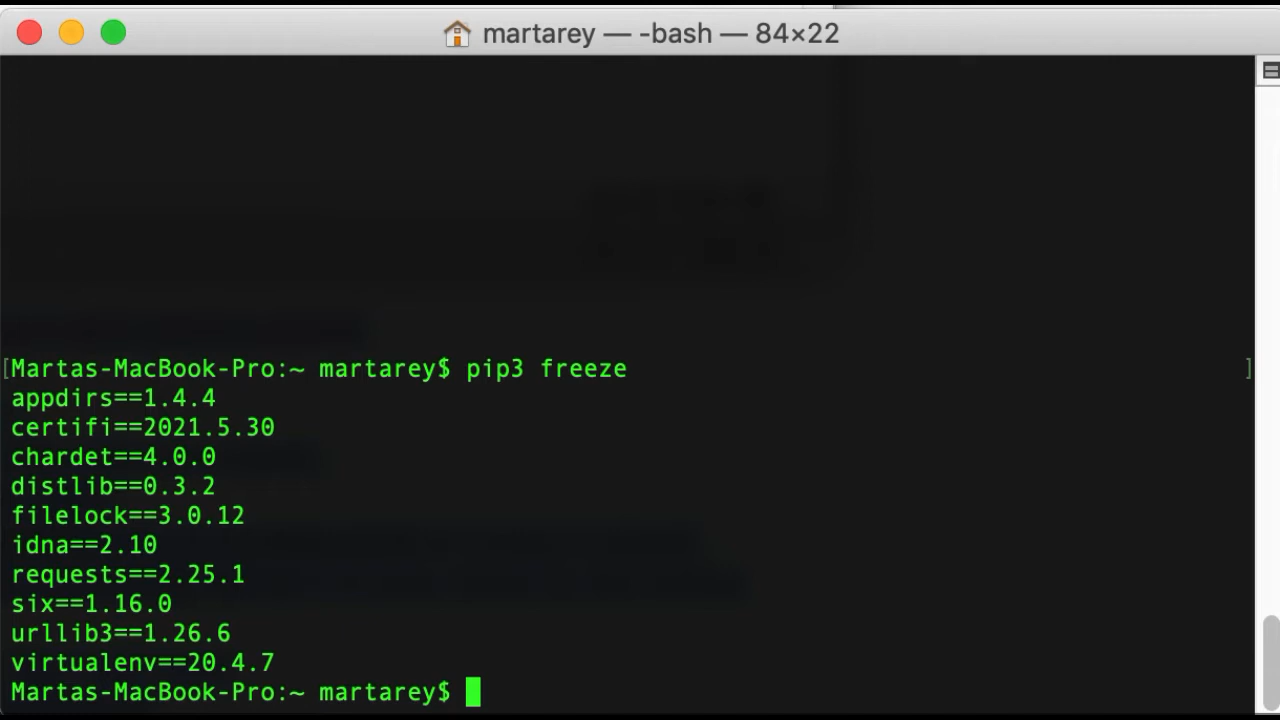 martarey — -bash — 84×22
[Martas-MacBook-Pro:~ martarey$ pip3 freeze ]
appdirs==1.4.4
certifi==2021.5.30
chardet==4.0.0
distlib==0.3.2
filelock==3.0.12
idna==2.10
requests==2.25.1
six==1.16.0
urllib3==1.26.6
virtualenv==20.4.7
Martas-MacBook-Pro:~ martarey$